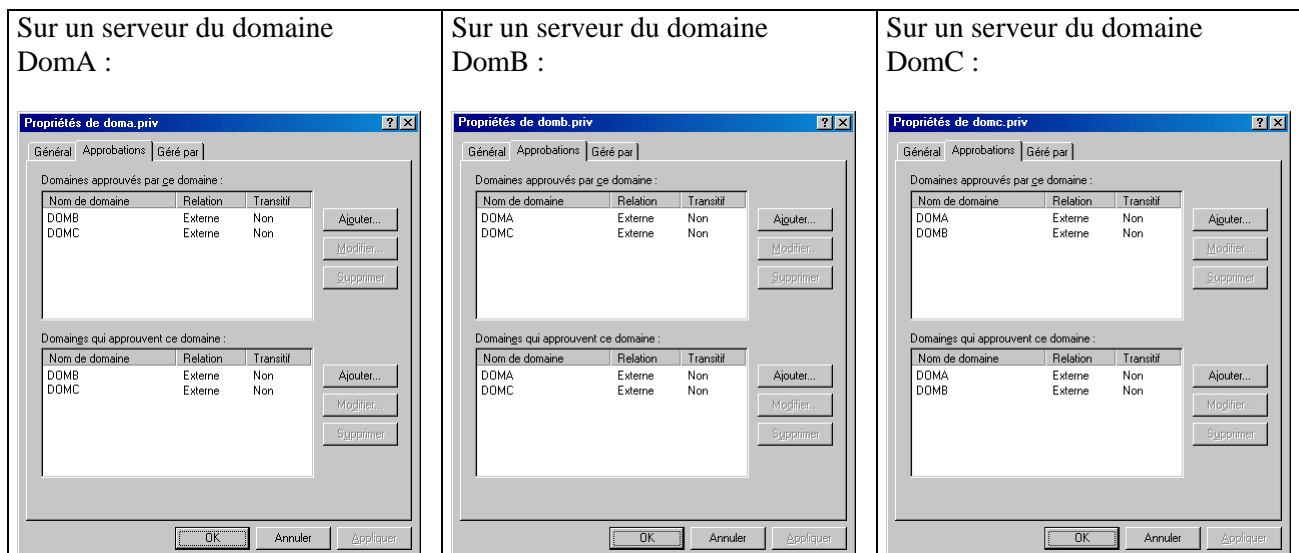 Sur un serveur du domaine
DomA :
Propriétés de doma.priv
Général Approbations Géré par
Domaines approuvés par ce domaine :
Nom de domaine Relation Transitif
DOMB Externe Non
DOMC Externe Non
Ajouter...
Modifier...
Supprimer
Domaines qui approuvent ce domaine :
Nom de domaine Relation Transitif
DOMB Externe Non
DOMC Externe Non
Ajouter...
Modifier...
Supprimer
OK Annuler Appliquer
Sur un serveur du domaine
DomB :
Propriétés de domb.priv
Général Approbations Géré par
Domaines approuvés par ce domaine :
Nom de domaine Relation Transitif
DOMA Externe Non
DOMC Externe Non
Ajouter...
Modifier...
Supprimer
Domaines qui approuvent ce domaine :
Nom de domaine Relation Transitif
DOMA Externe Non
DOMC Externe Non
Ajouter...
Modifier...
Supprimer
OK Annuler Appliquer
Sur un serveur du domaine
DomC :
Propriétés de domc.priv
Général Approbations Géré par
Domaines approuvés par ce domaine :
Nom de domaine Relation Transitif
DOMA Externe Non
DOMB Externe Non
Ajouter...
Modifier...
Supprimer
Domaines qui approuvent ce domaine :
Nom de domaine Relation Transitif
DOMA Externe Non
DOMB Externe Non
Ajouter...
Modifier...
Supprimer
OK Annuler Appliquer